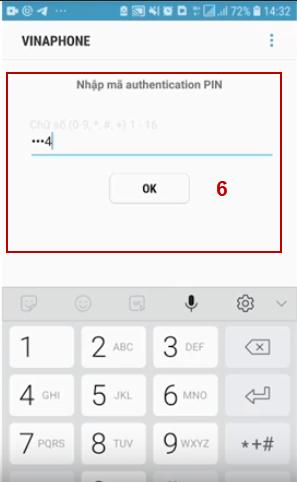 72% 14:32
VINAPHONE
Nhập mã authentication PIN
Chữ số (0-9, *, #, +) 1 - 16
•••4
OK 6
1 2 ABC 3 DEF
4 GHI 5 JKL 6 MNO
7 PQRS 8 TUV 9 WXYZ *+#